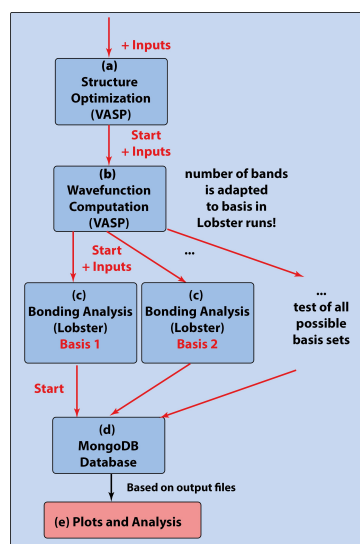 + Inputs
(a)
Structure
Optimization
(VASP)
Start
+ Inputs
(b)
Wavefunction
Computation
(VASP)
number of bands
is adapted
to basis in
Lobster runs!
Start
+ Inputs
...
(c)
Bonding Analysis
(Lobster)
Basis 1
(c)
Bonding Analysis
(Lobster)
Basis 2
...
test of all
possible
basis sets
Start
(d)
MongoDB
Database
Based on output files
(e) Plots and Analysis